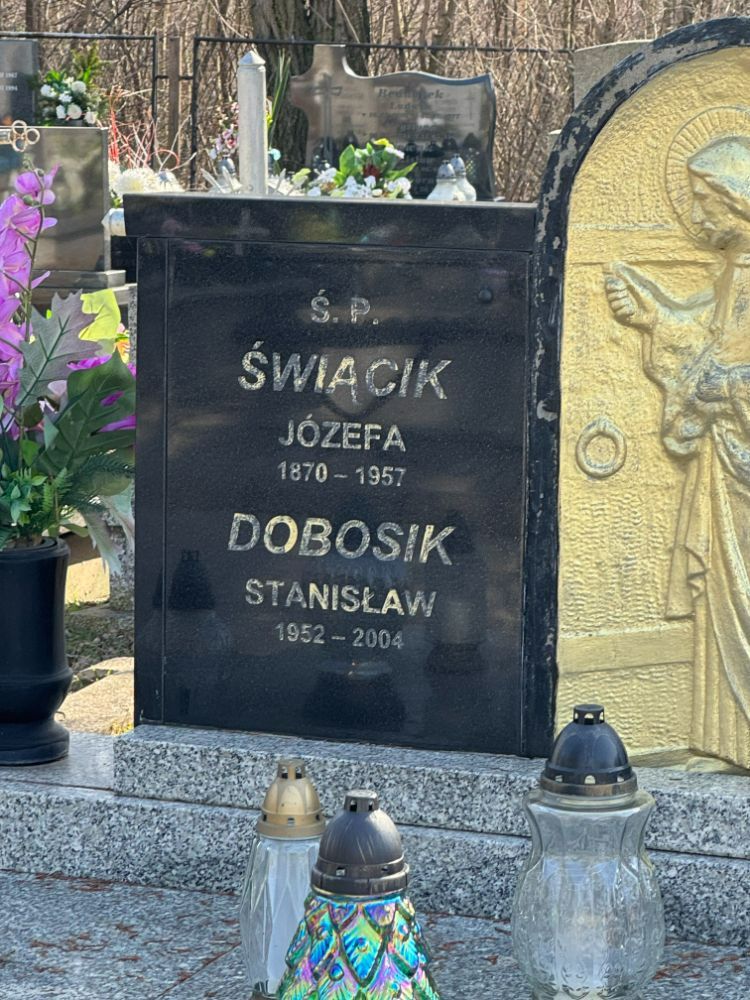 Ś. P.
ŚWIĄCIK
JÓZEFA
1870 – 1957
DOBOSIK
STANISŁAW
1952 – 2004